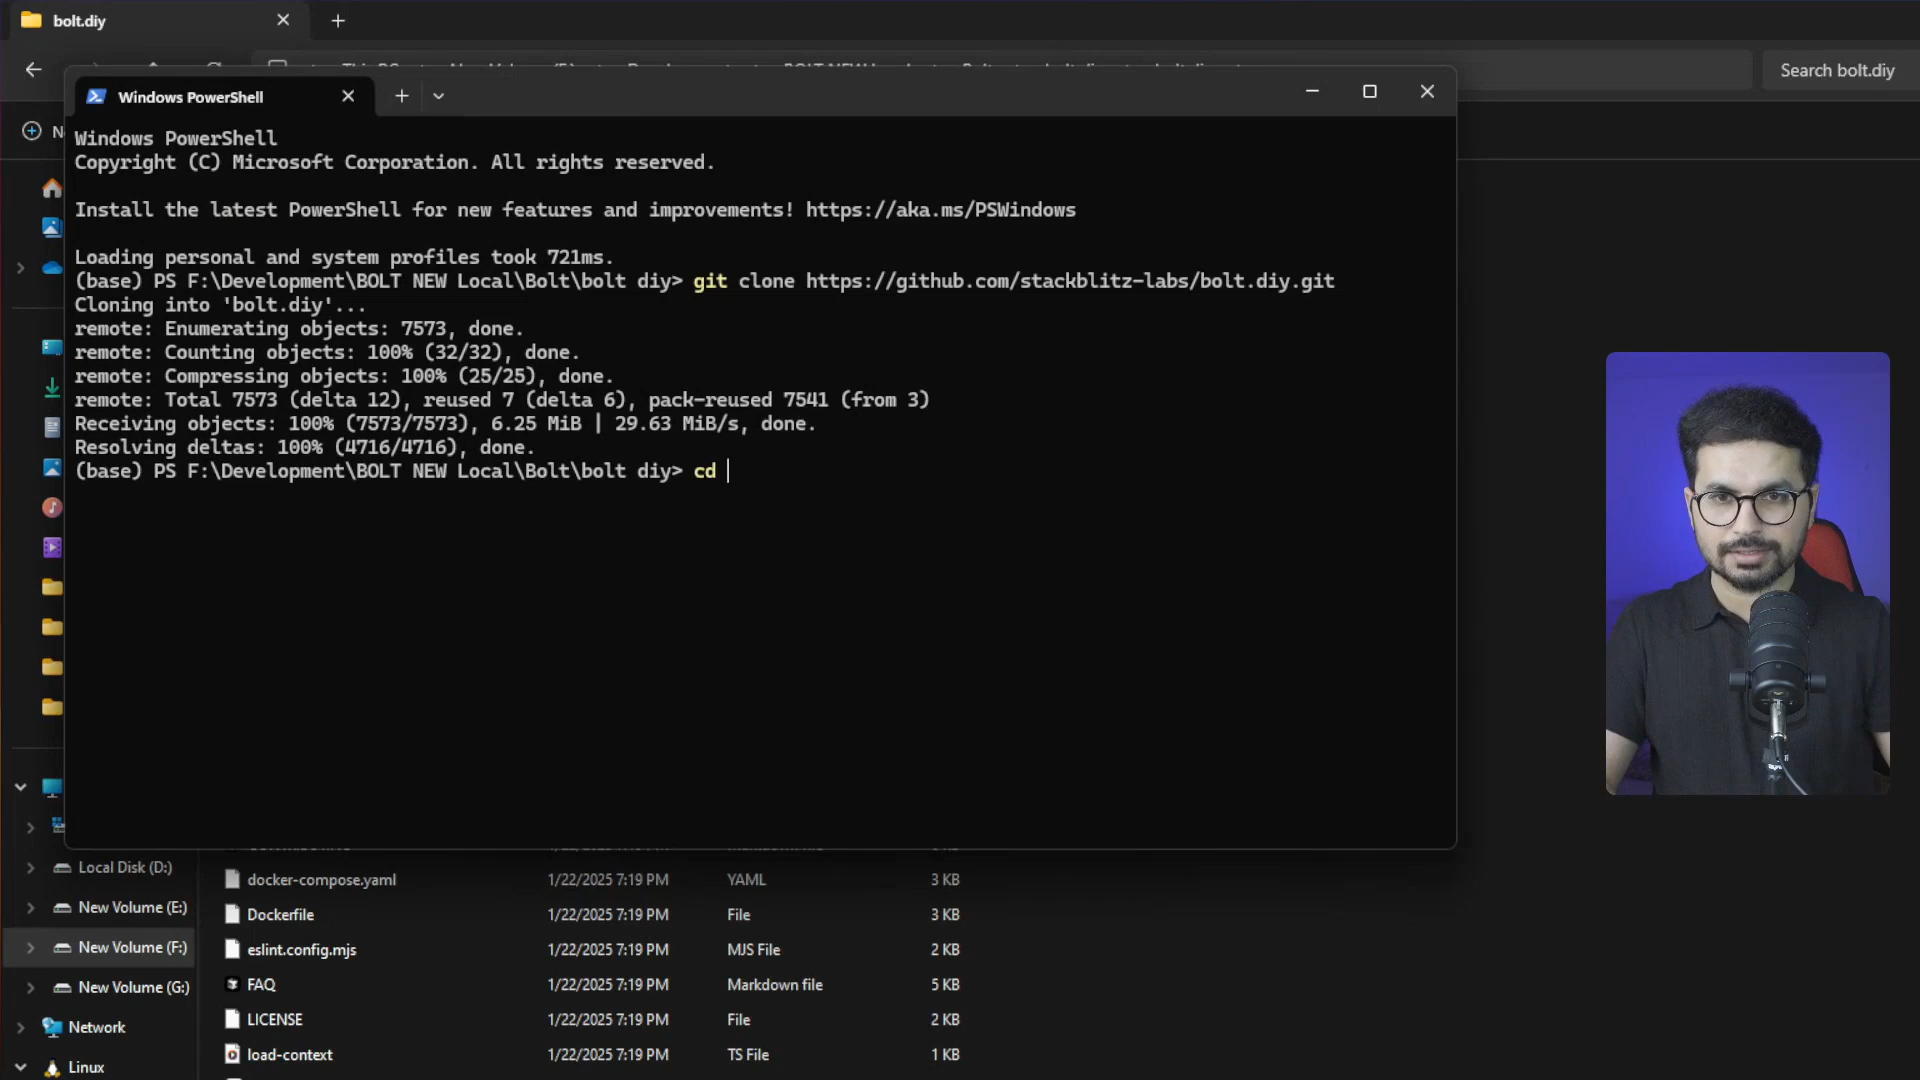 bolt.diy
Search bolt.diy
Windows PowerShell
Windows PowerShell
Copyright (C) Microsoft Corporation. All rights reserved.
Install the latest PowerShell for new features and improvements! https://aka.ms/PSWindows
Loading personal and system profiles took 721ms.
(base) PS F:\Development\BOLT NEW Local\Bolt\bolt diy> git clone https://github.com/stackblitz-labs/bolt.diy.git
Cloning into 'bolt.diy'...
remote: Enumerating objects: 7573, done.
remote: Counting objects: 100% (32/32), done.
remote: Compressing objects: 100% (25/25), done.
remote: Total 7573 (delta 12), reused 7 (delta 6), pack-reused 7541 (from 3)
Receiving objects: 100% (7573/7573), 6.25 MiB | 29.63 MiB/s, done.
Resolving deltas: 100% (4716/4716), done.
(base) PS F:\Development\BOLT NEW Local\Bolt\bolt diy> cd
Local Disk (D:)
docker-compose.yaml 1/22/2025 7:19 PM YAML 3 KB
New Volume (E:)
Dockerfile 1/22/2025 7:19 PM File 3 KB
New Volume (F:)
eslint.config.mjs 1/22/2025 7:19 PM MJS File 2 KB
New Volume (G:)
FAQ 1/22/2025 7:19 PM Markdown file 5 KB
Network
LICENSE 1/22/2025 7:19 PM File 2 KB
Linux
load-context 1/22/2025 7:19 PM TS File 1 KB